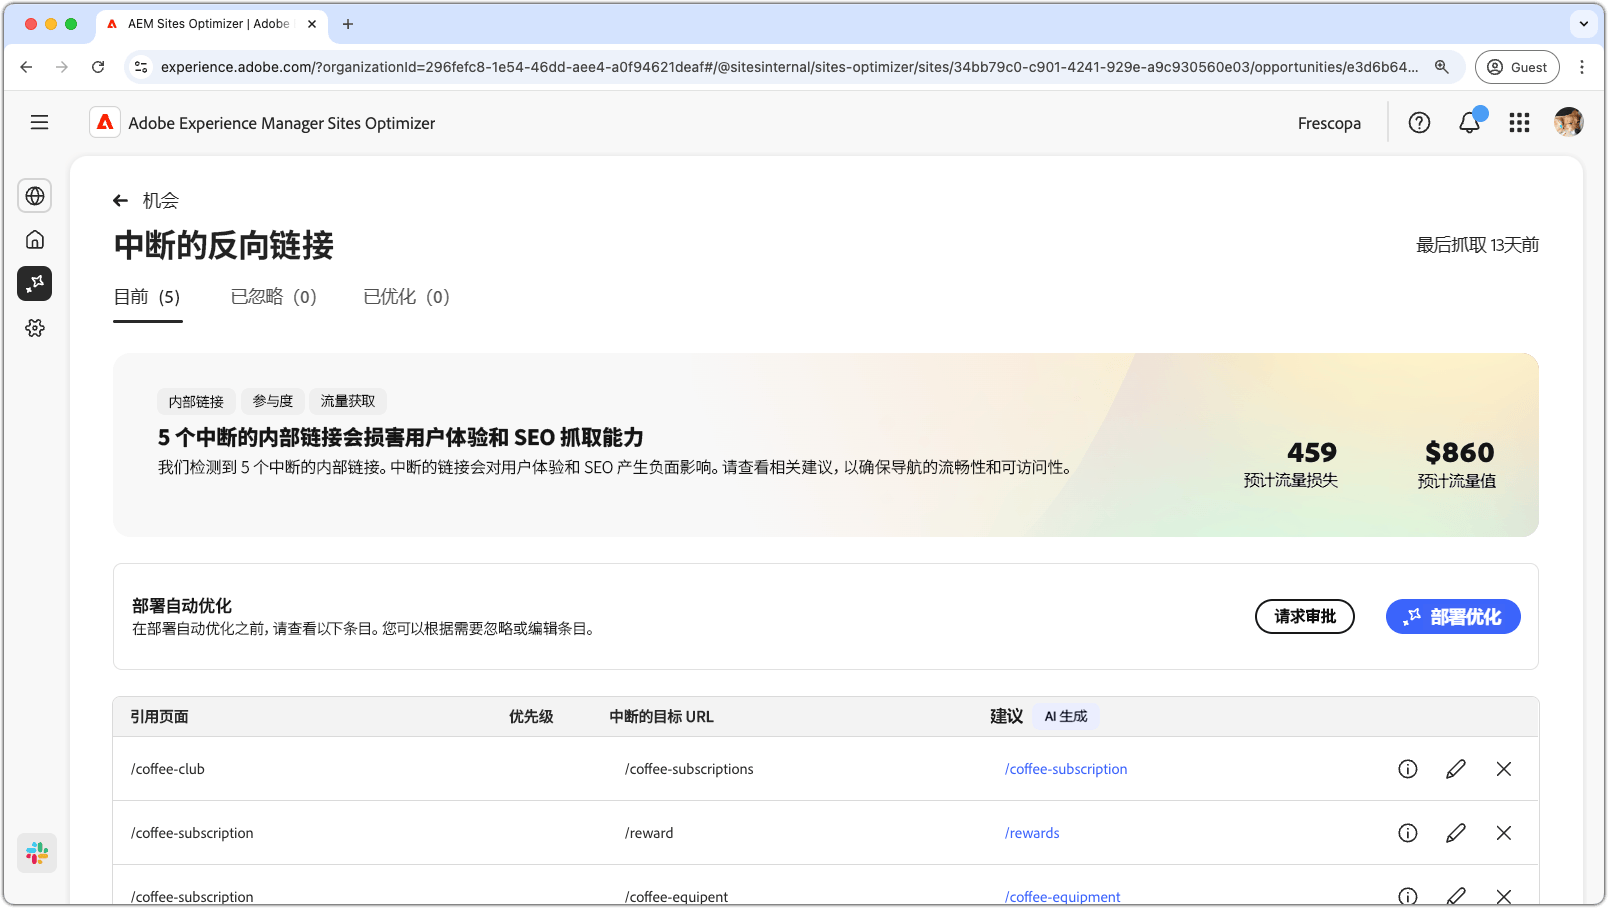 AEM Sites Optimizer | Adobe
experience.adobe.com/?organizationId=296fefc8-1e54-46dd-aee4-a0f94621deaf#/@sitesinternal/sites-optimizer/sites/34bb79c0-c901-4241-929e-a9c930560e03/opportunities/e3d6b64...
Guest
Adobe Experience Manager Sites Optimizer
Frescopa
机会
中断的反向链接
最后抓取 13天前
目前 (5)
已忽略 (0)
已优化 (0)
内部链接
参与度
流量获取
5 个中断的内部链接会损害用户体验和 SEO 抓取能力
我们检测到 5 个中断的内部链接。中断的链接会对用户体验和 SEO 产生负面影响。请查看相关建议，以确保导航的流畅性和可访问性。
459
预计流量损失
$860
预计流量值
部署自动优化
在部署自动优化之前，请查看以下条目。您可以根据需要忽略或编辑条目。
请求审批
部署优化
引用页面
优先级
中断的目标 URL
建议
AI 生成
/coffee-club
/coffee-subscriptions
/coffee-subscription
/coffee-subscription
/reward
/rewards
/coffee-subscription
/coffee-equipent
/coffee-equipment